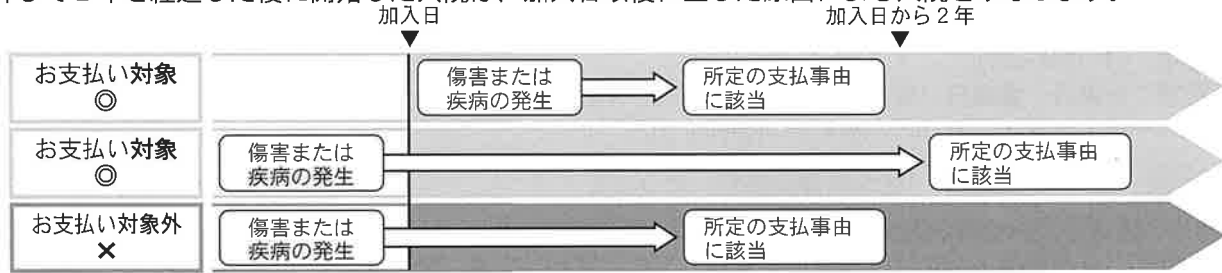 加入日
加入日から２年
お支払い対象
◎
傷害または
疾病の発生
所定の支払事由
に該当
お支払い対象
◎
傷害または
疾病の発生
所定の支払事由
に該当
お支払い対象外
×
傷害または
疾病の発生
所定の支払事由
に該当